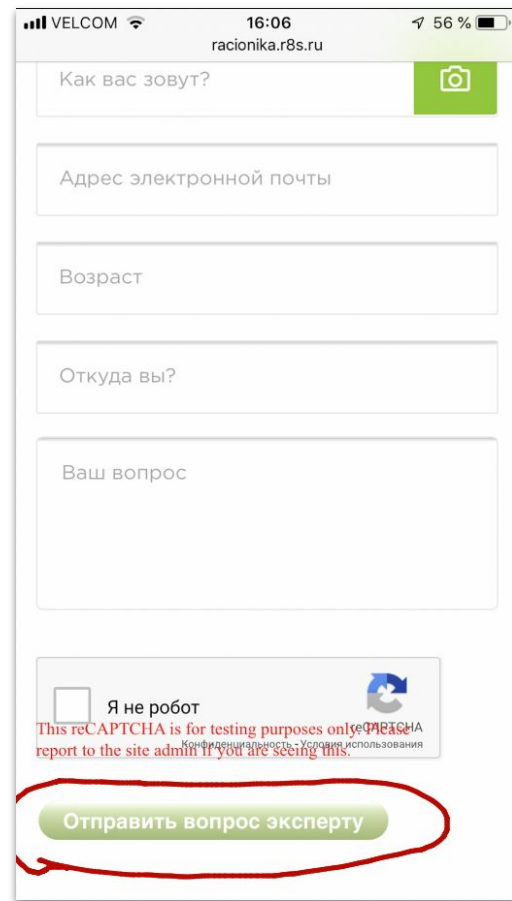 VELCOM 16:06 56 %
racionika.r8s.ru
Как вас зовут?
Адрес электронной почты
Возраст
Откуда вы?
Ваш вопрос
Я не робот
reCAPTCHA
This reCAPTCHA is for testing purposes only. Please
Конфиденциальность - Условия использования
report to the site admin if you are seeing this.
Отправить вопрос эксперту